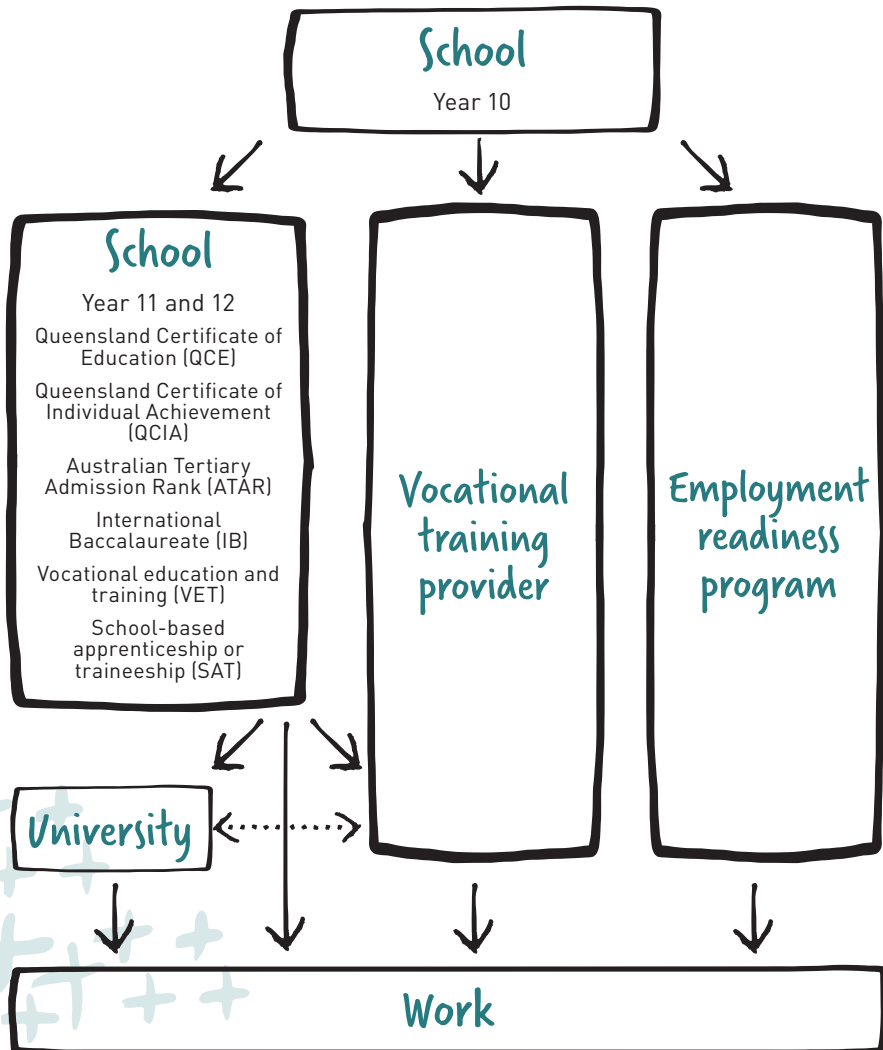 School
Year 10
School
Year 11 and 12
Queensland Certificate of
Education (QCE)
Queensland Certificate of
Individual Achievement
(QCIA)
Australian Tertiary
Admission Rank (ATAR)
International
Baccalaureate (IB)
Vocational education and
training (VET)
School-based
apprenticeship or
traineeship (SAT)
Vocational
training
provider
Employment
readiness
program
University
Work